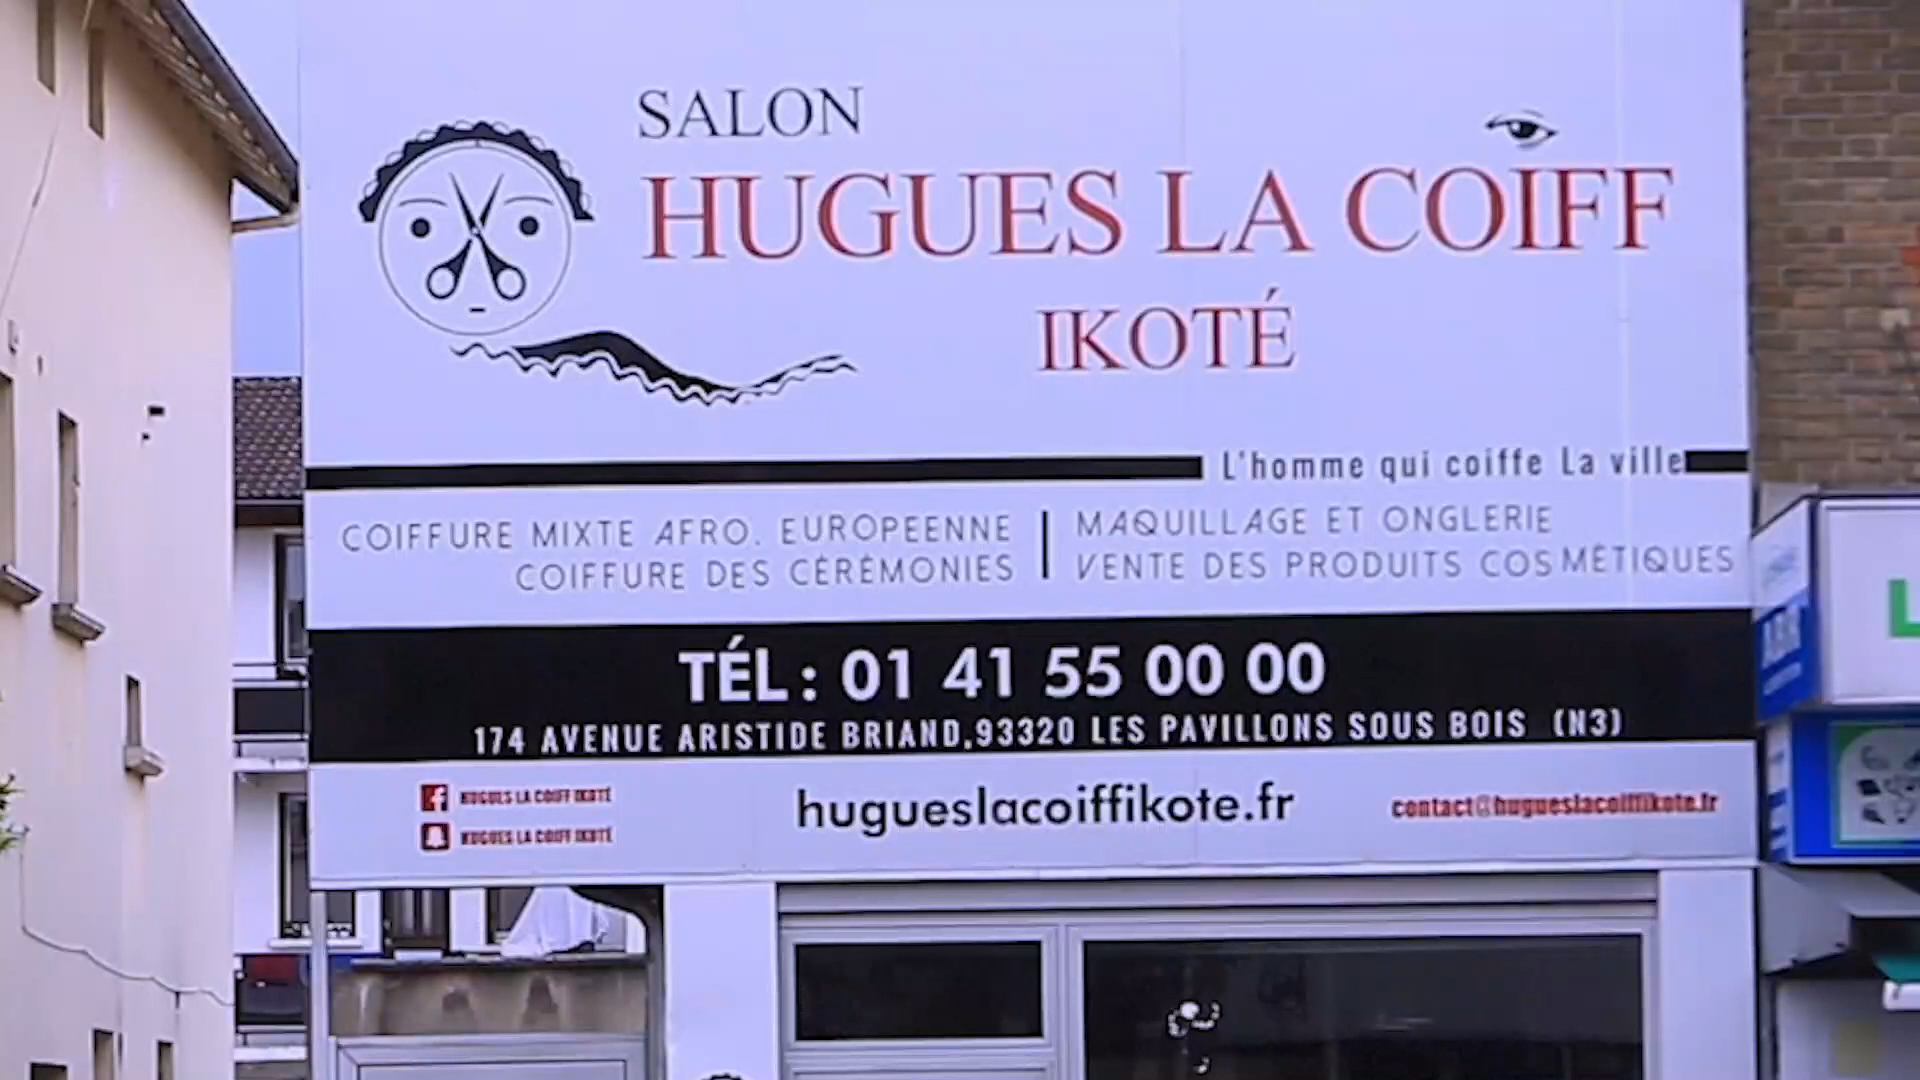 SALON
HUGUES LA COIFF
IKOTÉ
L'homme qui coiffe La ville
COIFFURE MIXTE AFRO. EUROPEENNE
COIFFURE DES CÉRÉMONIES
MAQUILLAGE ET ONGLERIE
VENTE DES PRODUITS COSMÉTIQUES
TÉL : 01 41 55 00 00
174 AVENUE ARISTIDE BRIAND.93320 LES PAVILLONS SOUS BOIS (N3)
HUGUES LA COIFF IKOTÉ
HUGUES LA COIFF IKOTÉ
hugueslacoiffikote.fr
contact@hugueslacoiffikote.fr